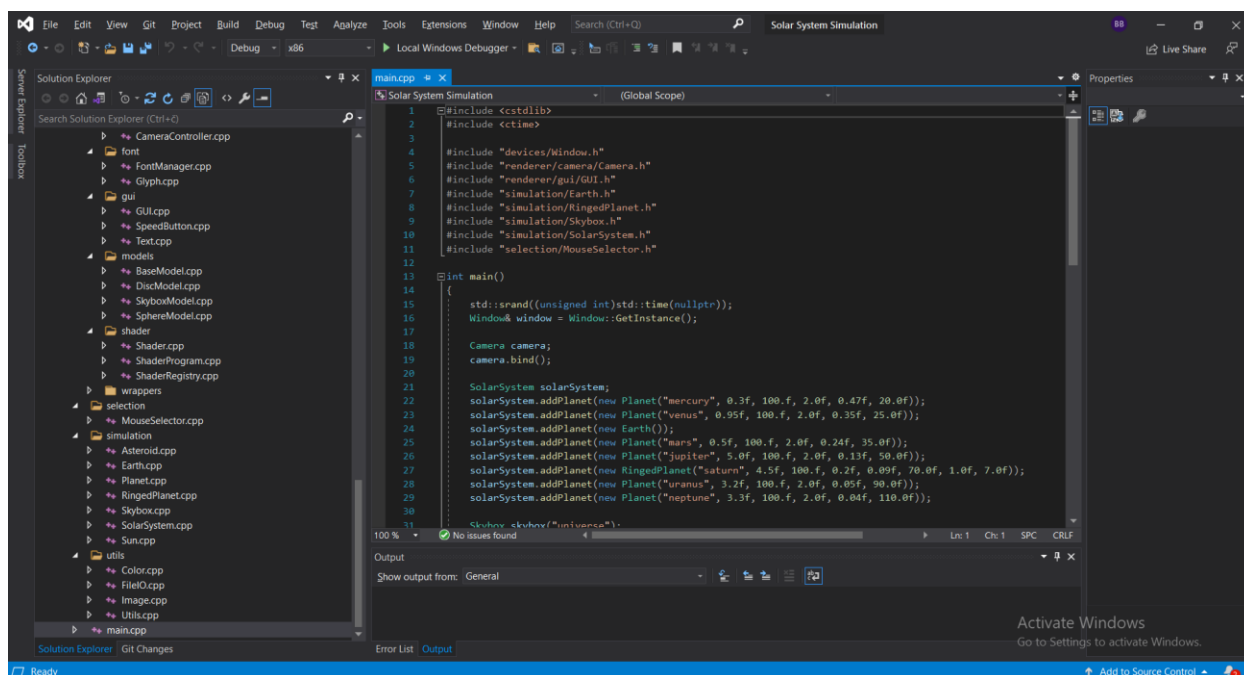 File Edit View Git Project Build Debug Test Analyze Tools Extensions Window Help Search (Ctrl+Q) Solar System Simulation BB
Debug x86 Local Windows Debugger Live Share
Server Explorer
Toolbox
Solution Explorer
Search Solution Explorer (Ctrl+č)
CameraController.cpp
font
FontManager.cpp
Glyph.cpp
gui
GUI.cpp
SpeedButton.cpp
Text.cpp
models
BaseModel.cpp
DiscModel.cpp
SkyboxModel.cpp
SphereModel.cpp
shader
Shader.cpp
ShaderProgram.cpp
ShaderRegistry.cpp
wrappers
selection
MouseSelector.cpp
simulation
Asteroid.cpp
Earth.cpp
Planet.cpp
RingedPlanet.cpp
Skybox.cpp
SolarSystem.cpp
Sun.cpp
utils
Color.cpp
FileIO.cpp
Image.cpp
Utils.cpp
main.cpp
Solution Explorer Git Changes
main.cpp
Solar System Simulation (Global Scope)
1 #include <cstdlib>
2 #include <ctime>
3
4 #include "devices/Window.h"
5 #include "renderer/camera/Camera.h"
6 #include "renderer/gui/GUI.h"
7 #include "simulation/Earth.h"
8 #include "simulation/RingedPlanet.h"
9 #include "simulation/Skybox.h"
10 #include "simulation/SolarSystem.h"
11 #include "selection/MouseSelector.h"
12
13 int main()
14 {
15 std::srand((unsigned int)std::time(nullptr));
16 Window& window = Window::GetInstance();
17
18 Camera camera;
19 camera.bind();
20
21 SolarSystem solarSystem;
22 solarSystem.addPlanet(new Planet("mercury", 0.3f, 100.f, 2.0f, 0.47f, 20.0f));
23 solarSystem.addPlanet(new Planet("venus", 0.95f, 100.f, 2.0f, 0.35f, 25.0f));
24 solarSystem.addPlanet(new Earth());
25 solarSystem.addPlanet(new Planet("mars", 0.5f, 100.f, 2.0f, 0.24f, 35.0f));
26 solarSystem.addPlanet(new Planet("jupiter", 5.0f, 100.f, 2.0f, 0.13f, 50.0f));
27 solarSystem.addPlanet(new RingedPlanet("saturn", 4.5f, 100.f, 0.2f, 0.09f, 70.0f, 1.0f, 7.0f));
28 solarSystem.addPlanet(new Planet("uranus", 3.2f, 100.f, 2.0f, 0.05f, 90.0f));
29 solarSystem.addPlanet(new Planet("neptune", 3.3f, 100.f, 2.0f, 0.04f, 110.0f));
30
31 Skybox skybox("universe");
100 % No issues found Ln: 1 Ch: 1 SPC CRLF
Output
Show output from: General
Error List Output
Properties
Activate Windows
Go to Settings to activate Windows.
Ready Add to Source Control